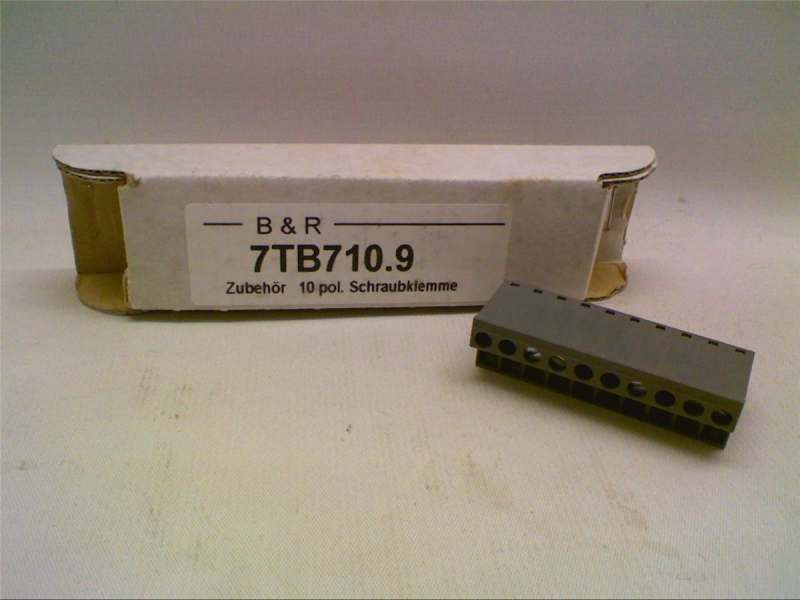 B & R
7TB710.9
Zubehör 10 pol. Schraubklemme